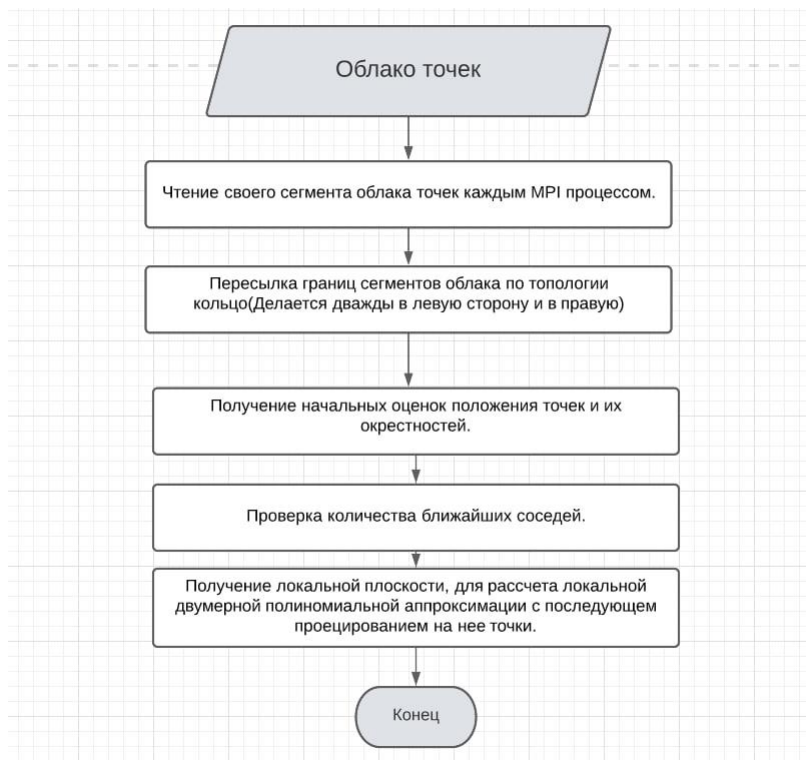 Облако точек
Чтение своего сегмента облака точек каждым MPI процессом.
Пересылка границ сегментов облака по топологии
кольцо(Делается дважды в левую сторону и в правую)
Получение начальных оценок положения точек и их
окрестностей.
Проверка количества ближайших соседей.
Получение локальной плоскости, для рассчета локальной
двумерной полиномиальной аппроксимации с последующем
проецированием на нее точки.
Конец